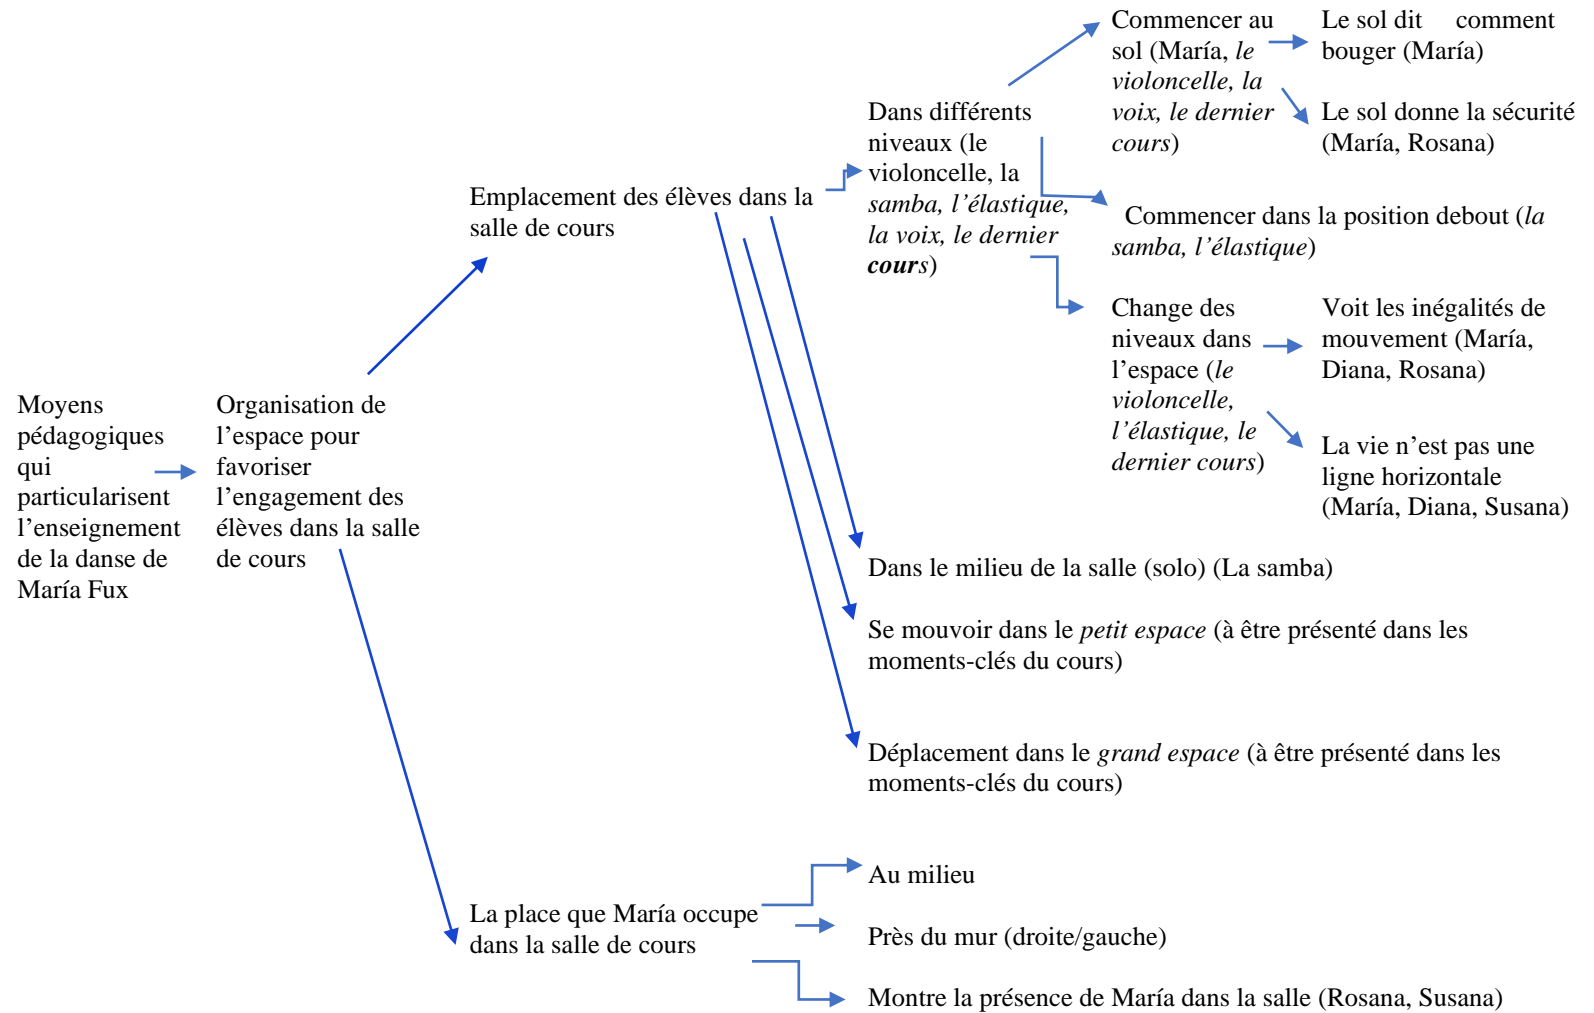 Moyens
pédagogiques
qui
particularisent
l’enseignement
de la danse de
María Fux
Organisation de
l’espace pour
favoriser
l’engagement des
élèves dans la salle
de cours
Emplacement des élèves dans la
salle de cours
Dans différents
niveaux (le
violoncelle, la
samba, l’élastique,
la voix, le dernier
cours)
Commencer au
sol (María, le
violoncelle, la
voix, le dernier
cours)
Le sol dit comment
bouger (María)
Le sol donne la sécurité
(María, Rosana)
Commencer dans la position debout (la
samba, l’élastique)
Change des
niveaux dans
l’espace (le
violoncelle,
l’élastique, le
dernier cours)
Voit les inégalités de
mouvement (María,
Diana, Rosana)
La vie n’est pas une
ligne horizontale
(María, Diana, Susana)
Dans le milieu de la salle (solo) (La samba)
Se mouvoir dans le petit espace (à être présenté dans les
moments-clés du cours)
Déplacement dans le grand espace (à être présenté dans les
moments-clés du cours)
La place que María occupe
dans la salle de cours
Au milieu
Près du mur (droite/gauche)
Montre la présence de María dans la salle (Rosana, Susana)